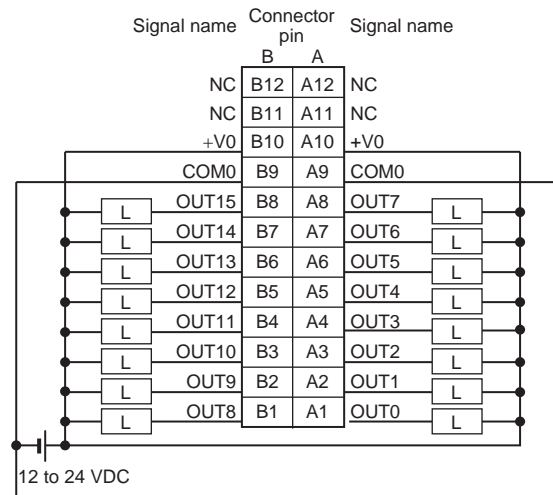 Signal name Connector pin Signal name
B A
NC B12 A12 NC
NC B11 A11 NC
+V0 B10 A10 +V0
COM0 B9 A9 COM0
L OUT15 B8 A8 OUT7 L
L OUT14 B7 A7 OUT6 L
L OUT13 B6 A6 OUT5 L
L OUT12 B5 A5 OUT4 L
L OUT11 B4 A4 OUT3 L
L OUT10 B3 A3 OUT2 L
L OUT9 B2 A2 OUT1 L
L OUT8 B1 A1 OUT0 L
12 to 24 VDC